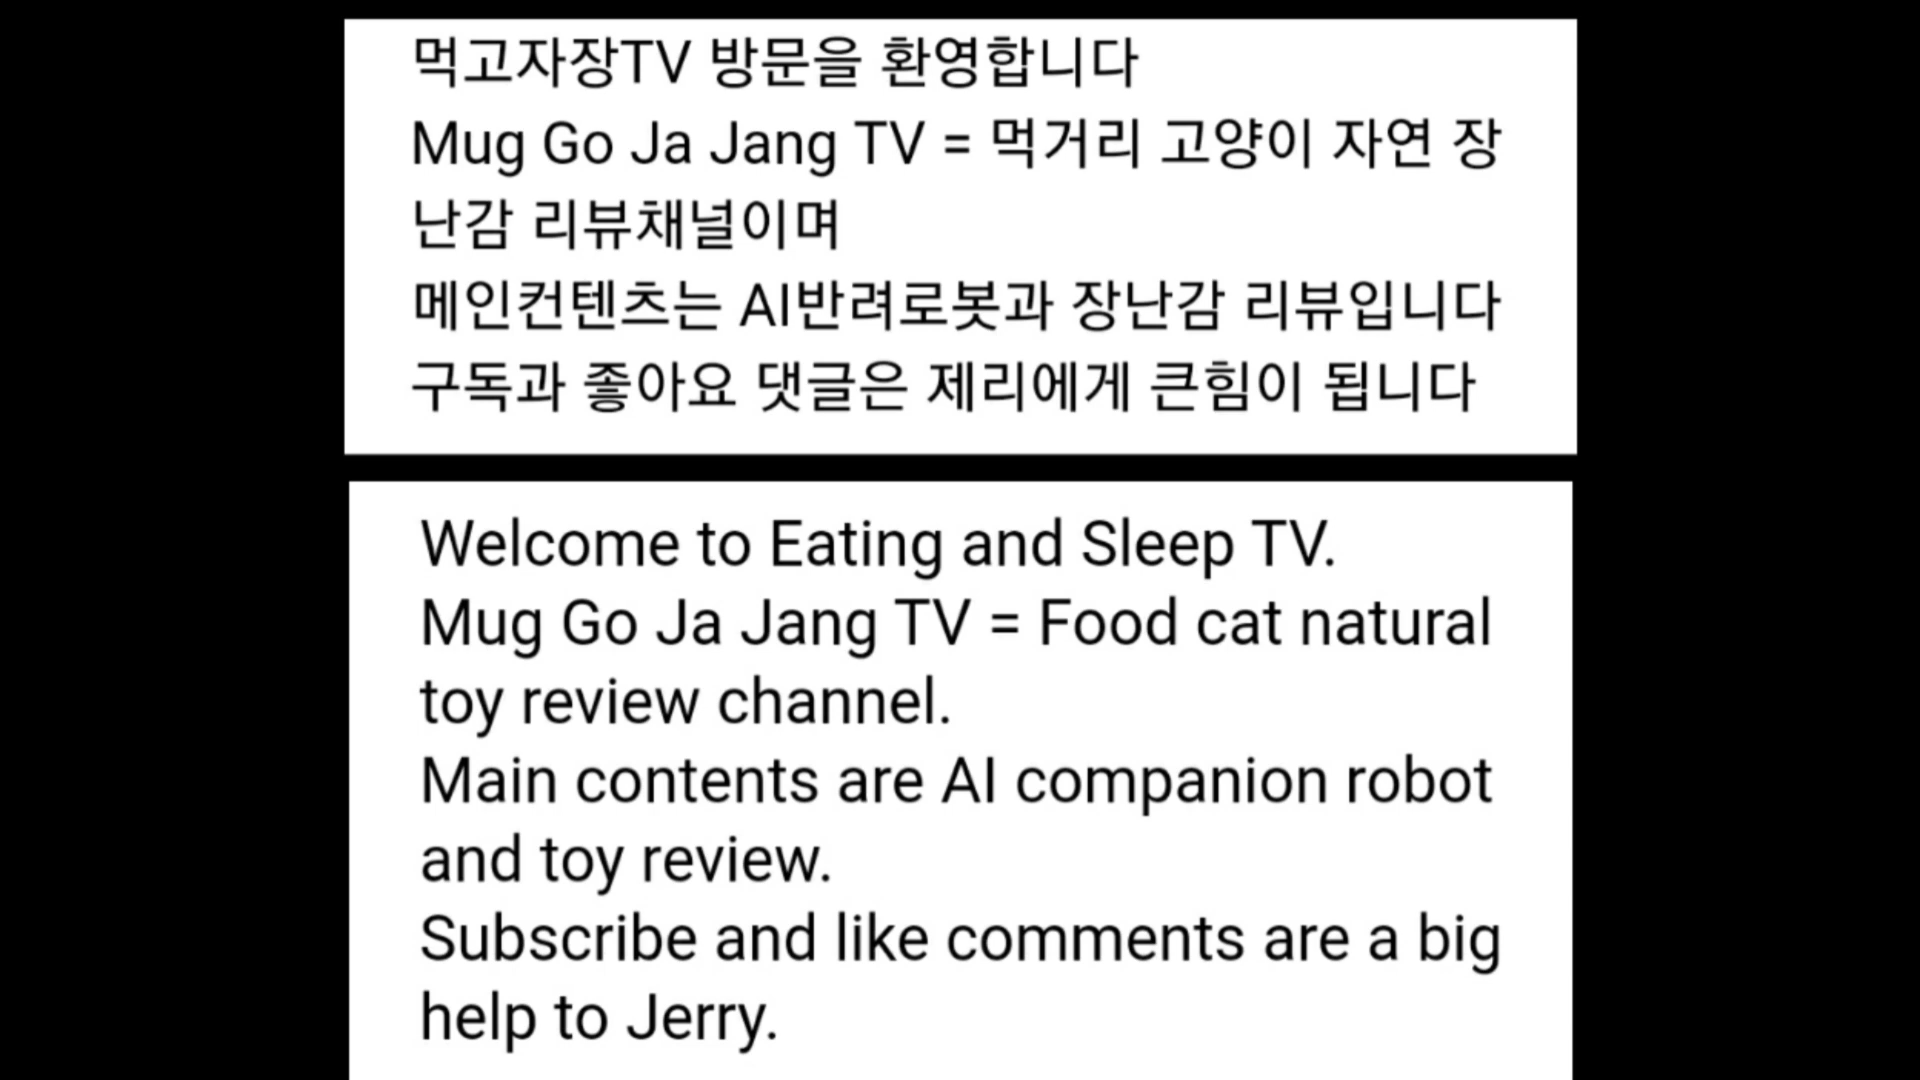 먹고자장TV 방문을 환영합니다
Mug Go Ja Jang TV = 먹거리 고양이 자연 장
난감 리뷰채널이며
메인컨텐츠는 AI반려로봇과 장난감 리뷰입니다
구독과 좋아요 댓글은 제리에게 큰힘이 됩니다
Welcome to Eating and Sleep TV.
Mug Go Ja Jang TV = Food cat natural
toy review channel.
Main contents are AI companion robot
and toy review.
Subscribe and like comments are a big
help to Jerry.